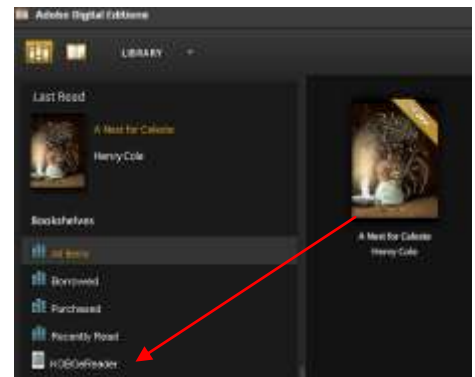 Adobe Digital Editions
LIBRARY
Last Read
A Nest for Celeste
Henry Cole
Bookshelves
All Items
Borrowed
Purchased
Recently Read
KOBOeReader
A Nest for Celeste
Henry Cole